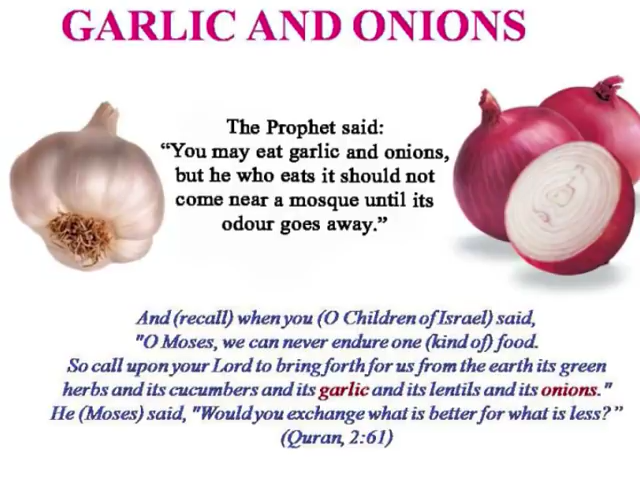 GARLIC AND ONIONS
The Prophet said:
“You may eat garlic and onions,
but he who eats it should not
come near a mosque until its
odour goes away.”
And (recall) when you (O Children of Israel) said,
"O Moses, we can never endure one (kind of) food.
So call upon your Lord to bring forth for us from the earth its green
herbs and its cucumbers and its garlic and its lentils and its onions."
He (Moses) said, "Would you exchange what is better for what is less?”
(Quran, 2:61)